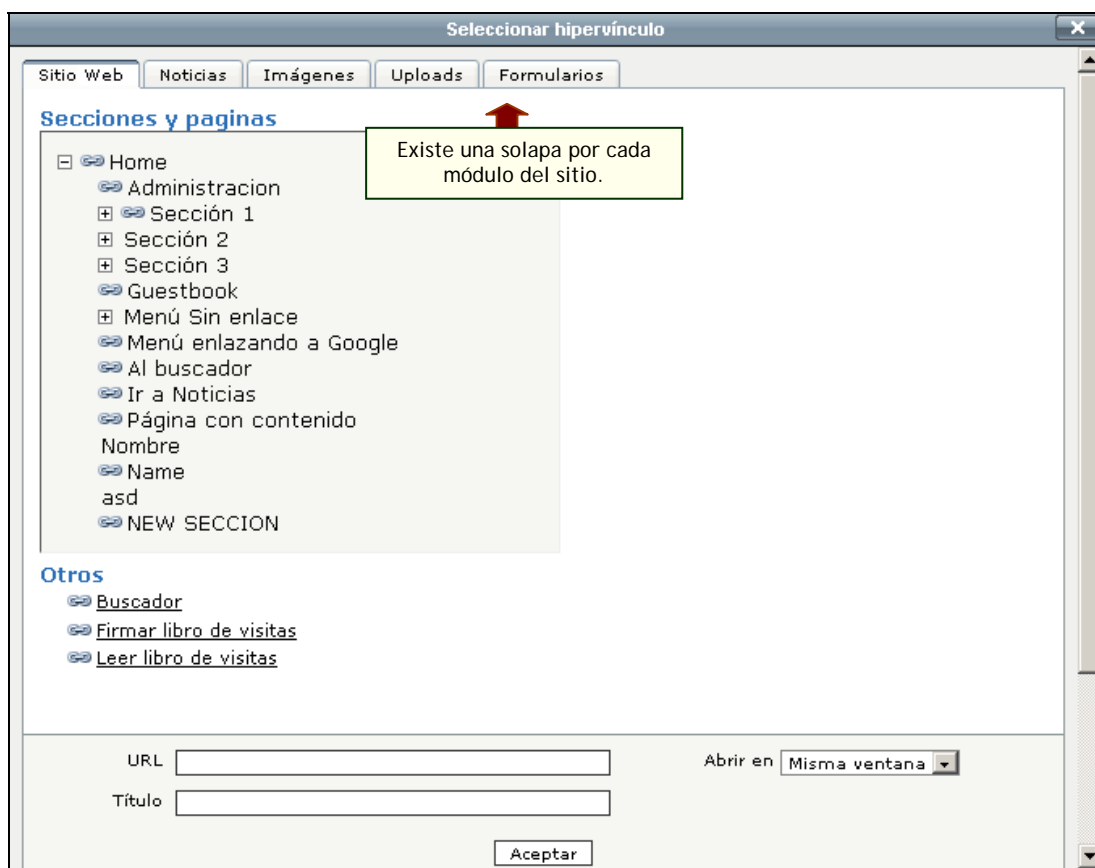 Seleccionar hipervínculo
Sitio Web Noticias Imágenes Uploads Formularios
Secciones y paginas
Existe una solapa por cada
módulo del sitio.
Home
Administracion
Sección 1
Sección 2
Sección 3
Guestbook
Menú Sin enlace
Menú enlazando a Google
Al buscador
Ir a Noticias
Página con contenido
Nombre
Name
asd
NEW SECCION
Otros
Buscador
Firmar libro de visitas
Leer libro de visitas
URL Abrir en Misma ventana
Título
Aceptar